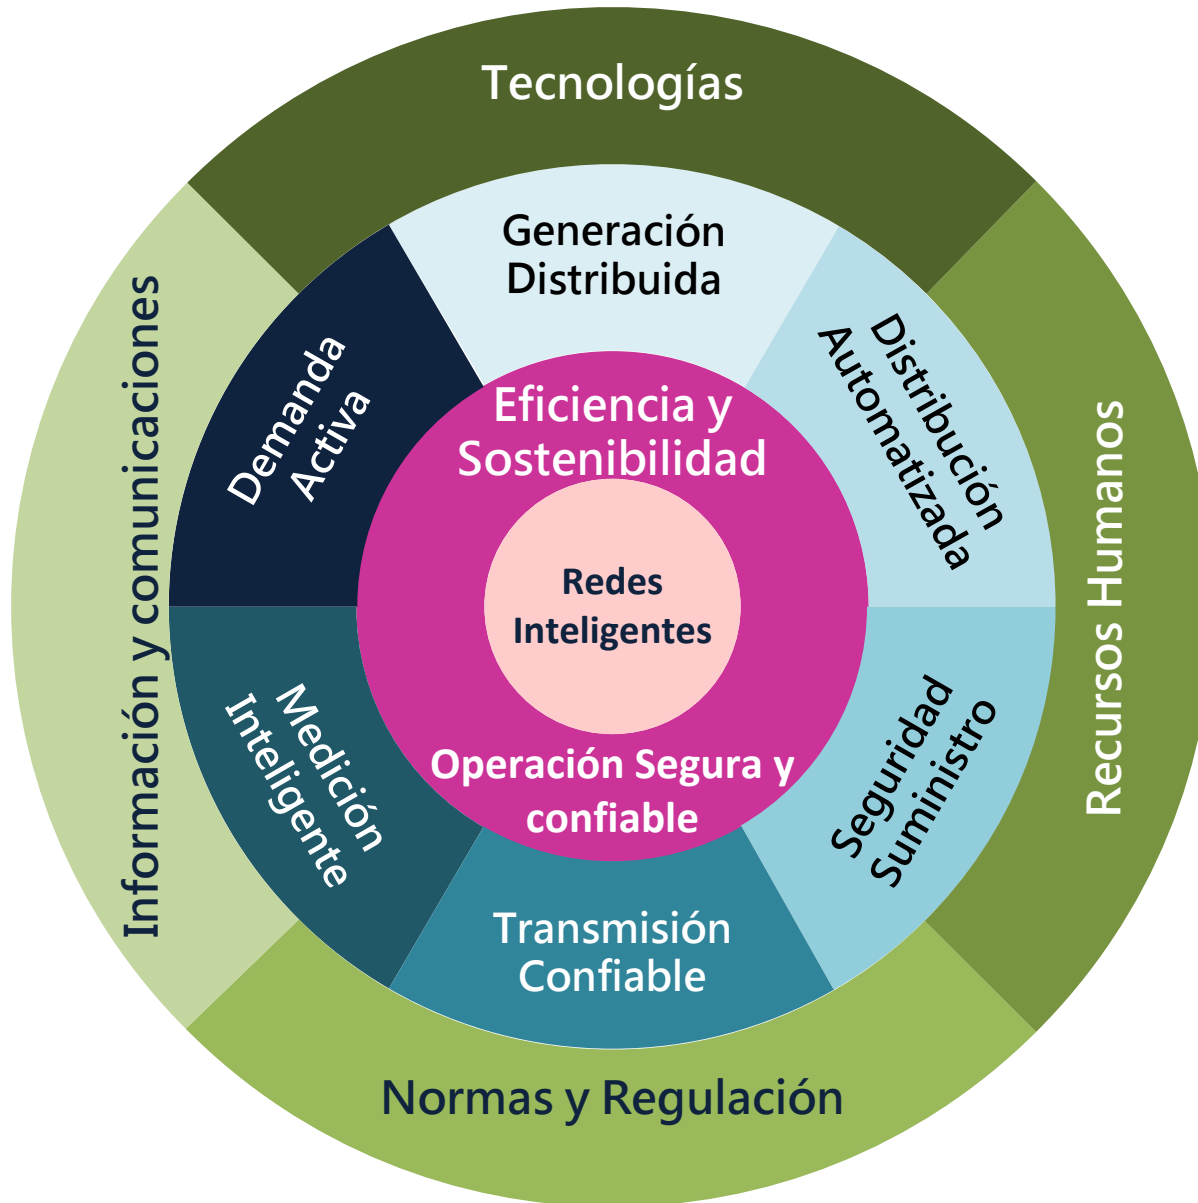 Tecnologías
Generación
Distribuida
Distribución
Automatizada
Demanda
Activa
Eficiencia y
Sostenibilidad
Redes
Inteligentes
Información y comunicaciones
Recursos Humanos
Medición
Inteligente
Seguridad
Suministro
Operación Segura y
confiable
Transmisión
Confiable
Normas y Regulación